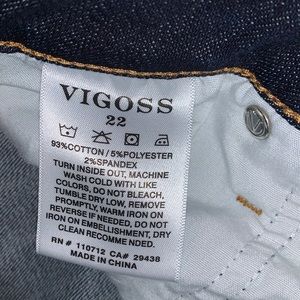 VIGOSS
22
93%COTTON / 5%POLYESTER
2%SPANDEX
TURN INSIDE OUT, MACHINE
WASH COLD WITH LIKE
COLORS, DO NOT BLEACH,
TUMBLE DRY LOW, REMOVE
PROMPTLY, WARM IRON ON
REVERSE IF NEEDED, DO NOT
IRON ON EMBELLISHMENT, DRY
CLEAN IF DESIRED.
RN # 110712 CA# 29438
MADE IN CHINA